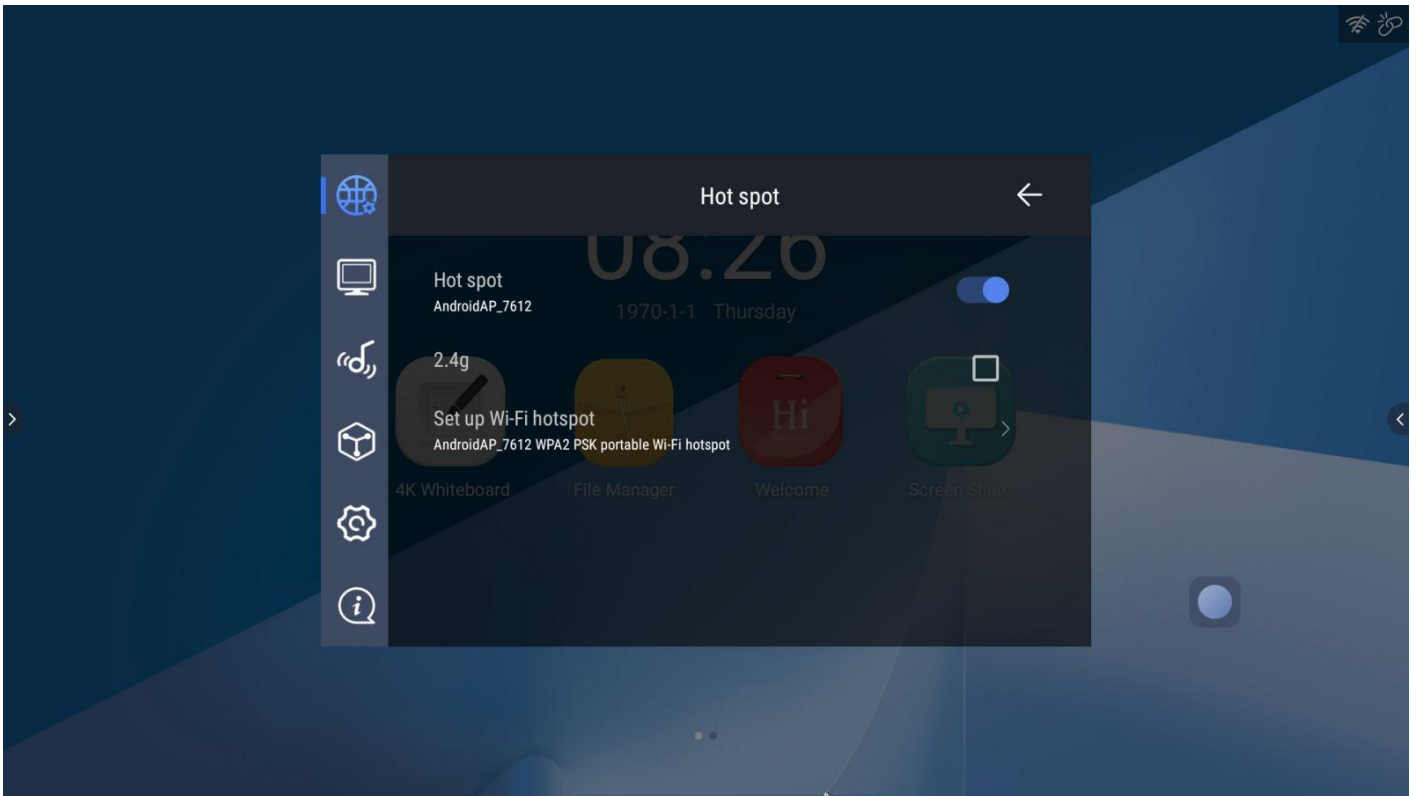 Hot spot
08:26
1970-1-1 Thursday
Hot spot
AndroidAP_7612
2.4g
Set up Wi-Fi hotspot
AndroidAP_7612 WPA2 PSK portable Wi-Fi hotspot
Hi
4K Whiteboard File Manager Welcome Screen Share